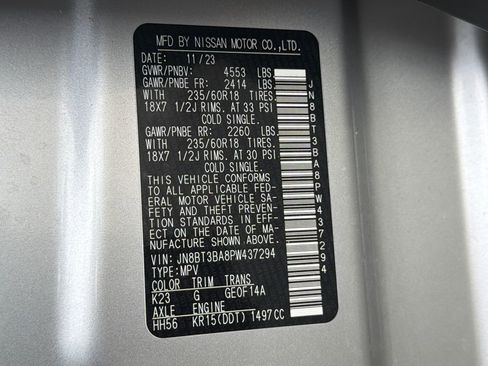 MFD BY NISSAN MOTOR CO.,LTD.
DATE: 11/23
GVWR/PNBV: 4553 LBS.
GAWR/PNBE FR: 2414 LBS.
WITH 235/60R18 TIRES.
18X7 1/2J RIMS. AT 33 PSI
COLD SINGLE.
GAWR/PNBE RR: 2260 LBS.
WITH 235/60R18 TIRES.
18X7 1/2J RIMS. AT 30 PSI
COLD SINGLE.
THIS VEHICLE CONFORMS
TO ALL APPLICABLE FED-
ERAL MOTOR VEHICLE SA-
FETY AND THEFT PREVEN-
TION STANDARDS IN EFF-
ECT ON THE DATE OF MA-
NUFACTURE SHOWN ABOVE.
VIN: JN8BT3BA8PW437294
TYPE:MPV
COLOR TRIM TRANS
K23 G GE0F14A
AXLE ENGINE
HH56 KR15(DDT) 1497CC
JN8BT3BA8PW437294